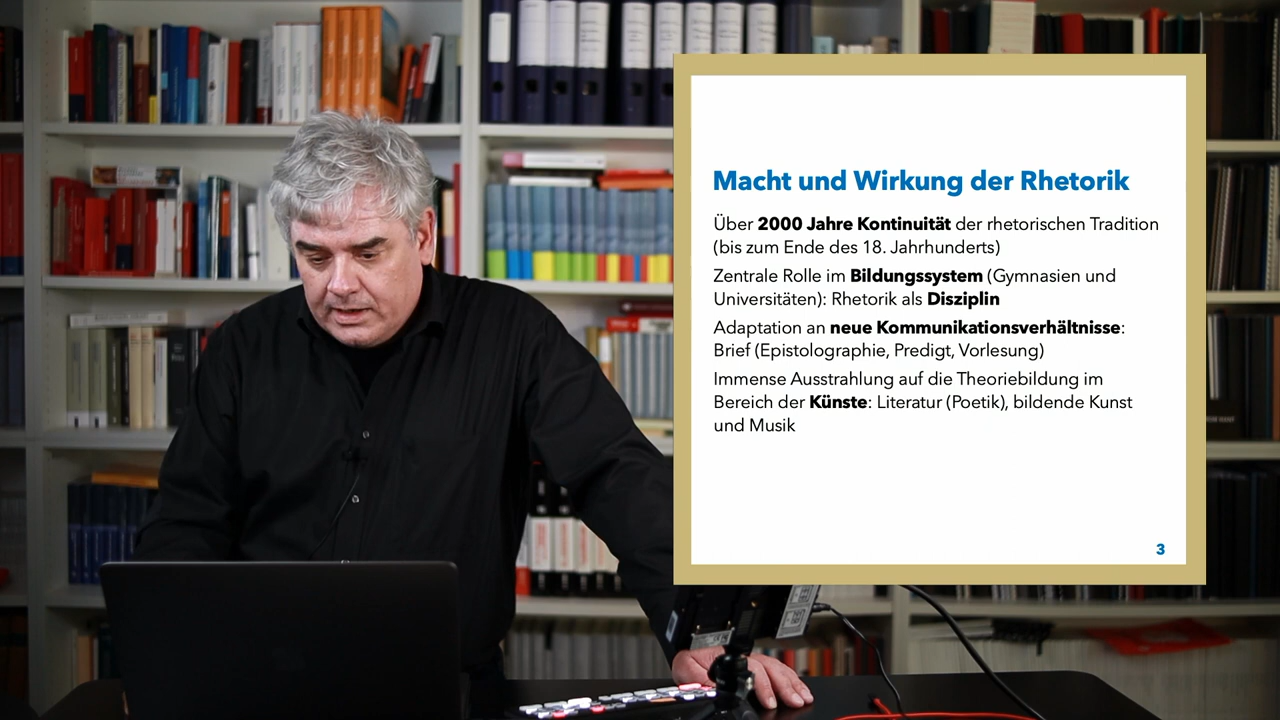 Macht und Wirkung der Rhetorik
Über 2000 Jahre Kontinuität der rhetorischen Tradition
(bis zum Ende des 18. Jahrhunderts)
Zentrale Rolle im Bildungssystem (Gymnasien und
Universitäten): Rhetorik als Disziplin
Adaptation an neue Kommunikationsverhältnisse:
Brief (Epistolographie, Predigt, Vorlesung)
Immense Ausstrahlung auf die Theoriebildung im
Bereich der Künste: Literatur (Poetik), bildende Kunst
und Musik
3